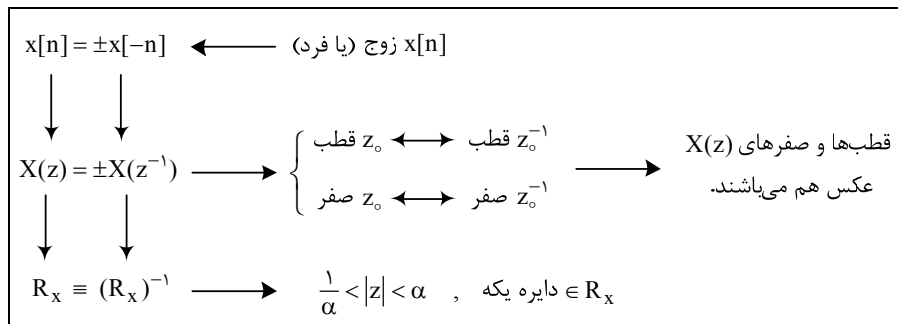 x[n] = ±x[−n] ⟵ x[n] زوج (یا فرد)
X(z) = ±X(z⁻¹) ⟶ { قطب z₀ ⟷ قطب z₀⁻¹
صفر z₀ ⟷ صفر z₀⁻¹
⟶ قطب‌ها و صفرهای X(z)
عکس هم می‌باشند.
Rₓ ≡ (Rₓ)⁻¹ ⟶ ۱/α < |z| < α , دایره یکه ∈ Rₓ